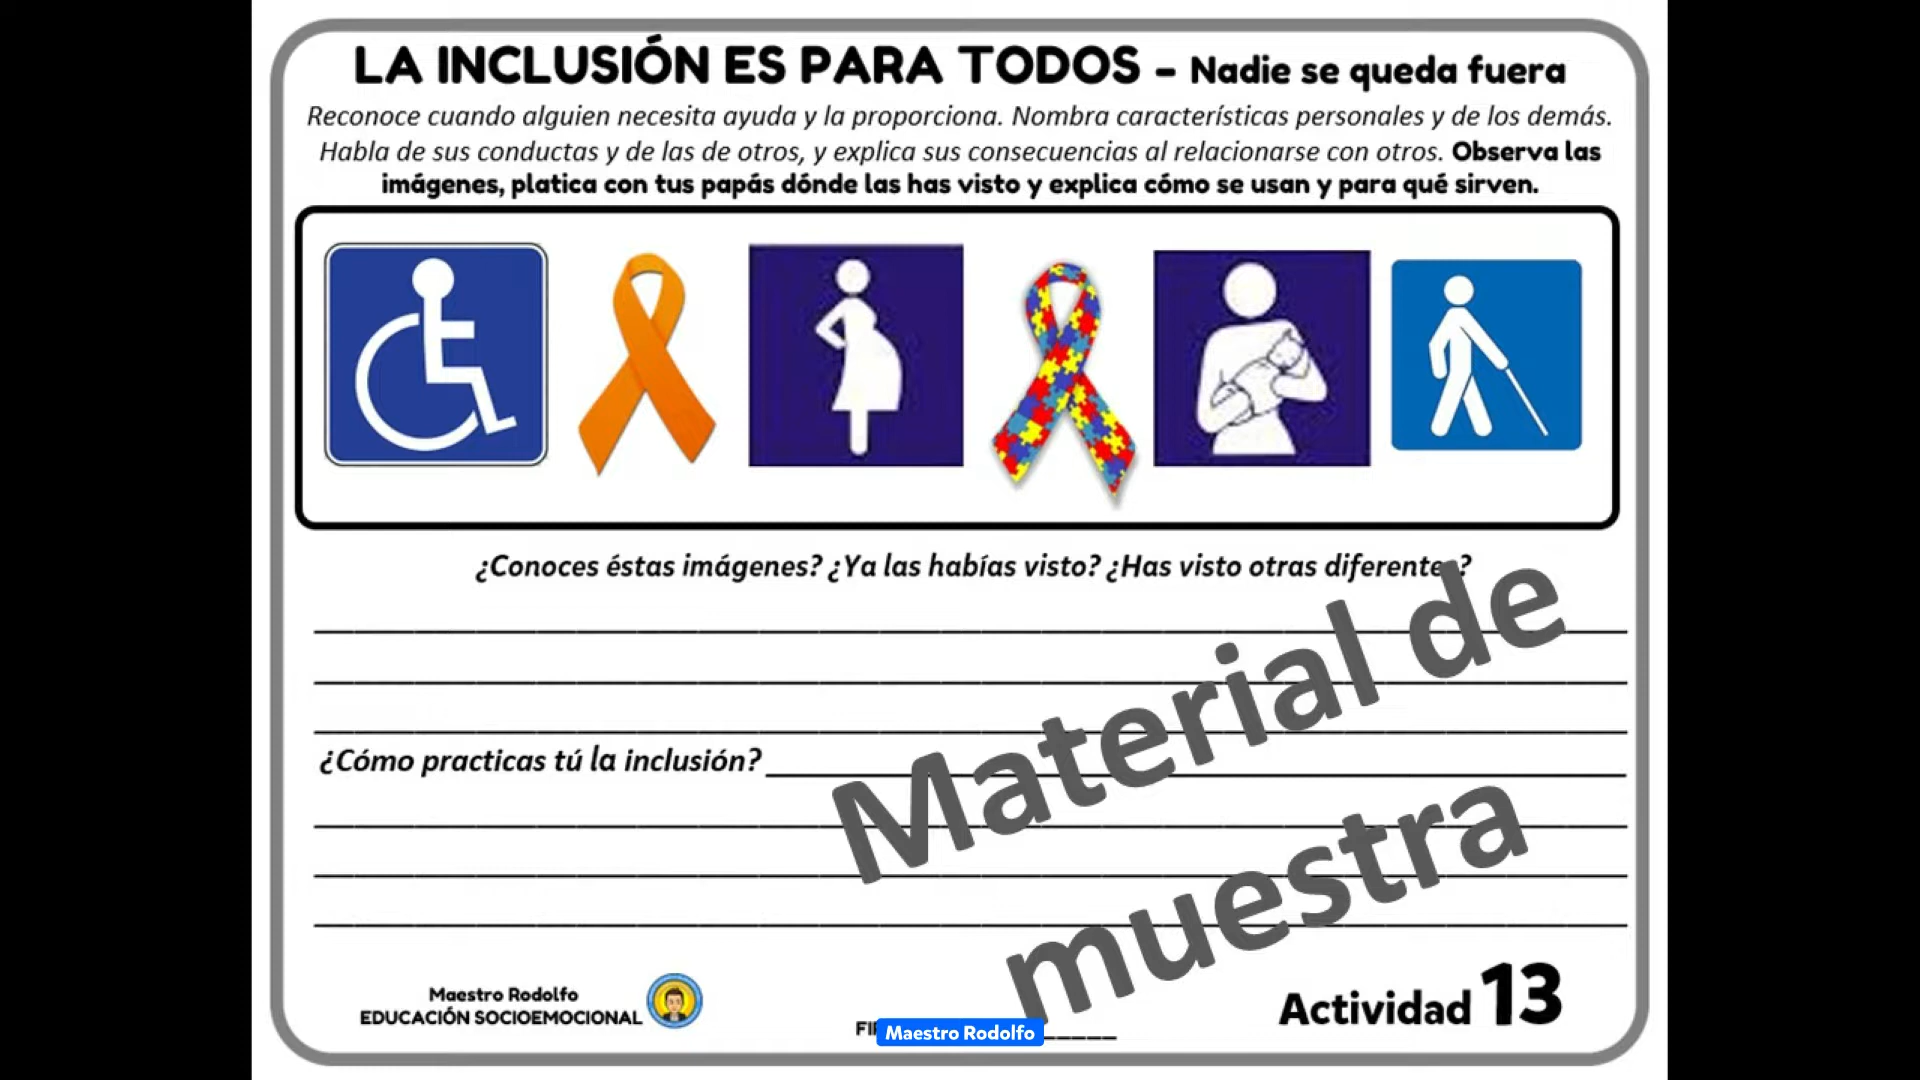 LA INCLUSIÓN ES PARA TODOS – Nadie se queda fuera
Reconoce cuando alguien necesita ayuda y la proporciona. Nombra características personales y de los demás.
Habla de sus conductas y de las de otros, y explica sus consecuencias al relacionarse con otros. Observa las
imágenes, platica con tus papás dónde las has visto y explica cómo se usan y para qué sirven.
¿Conoces éstas imágenes? ¿Ya las habías visto? ¿Has visto otras diferentes?
¿Cómo practicas tú la inclusión?
Material de
muestra
Maestro Rodolfo
EDUCACIÓN SOCIOEMOCIONAL
Maestro Rodolfo
Actividad 13